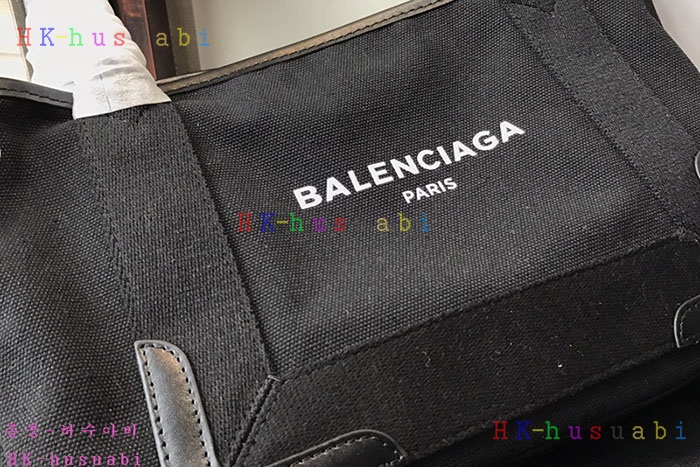 HK-hus abi
BALENCIAGA
PARIS
HK-hus abi
홍콩-허수아비
HK-husuabi
HK-husuabi